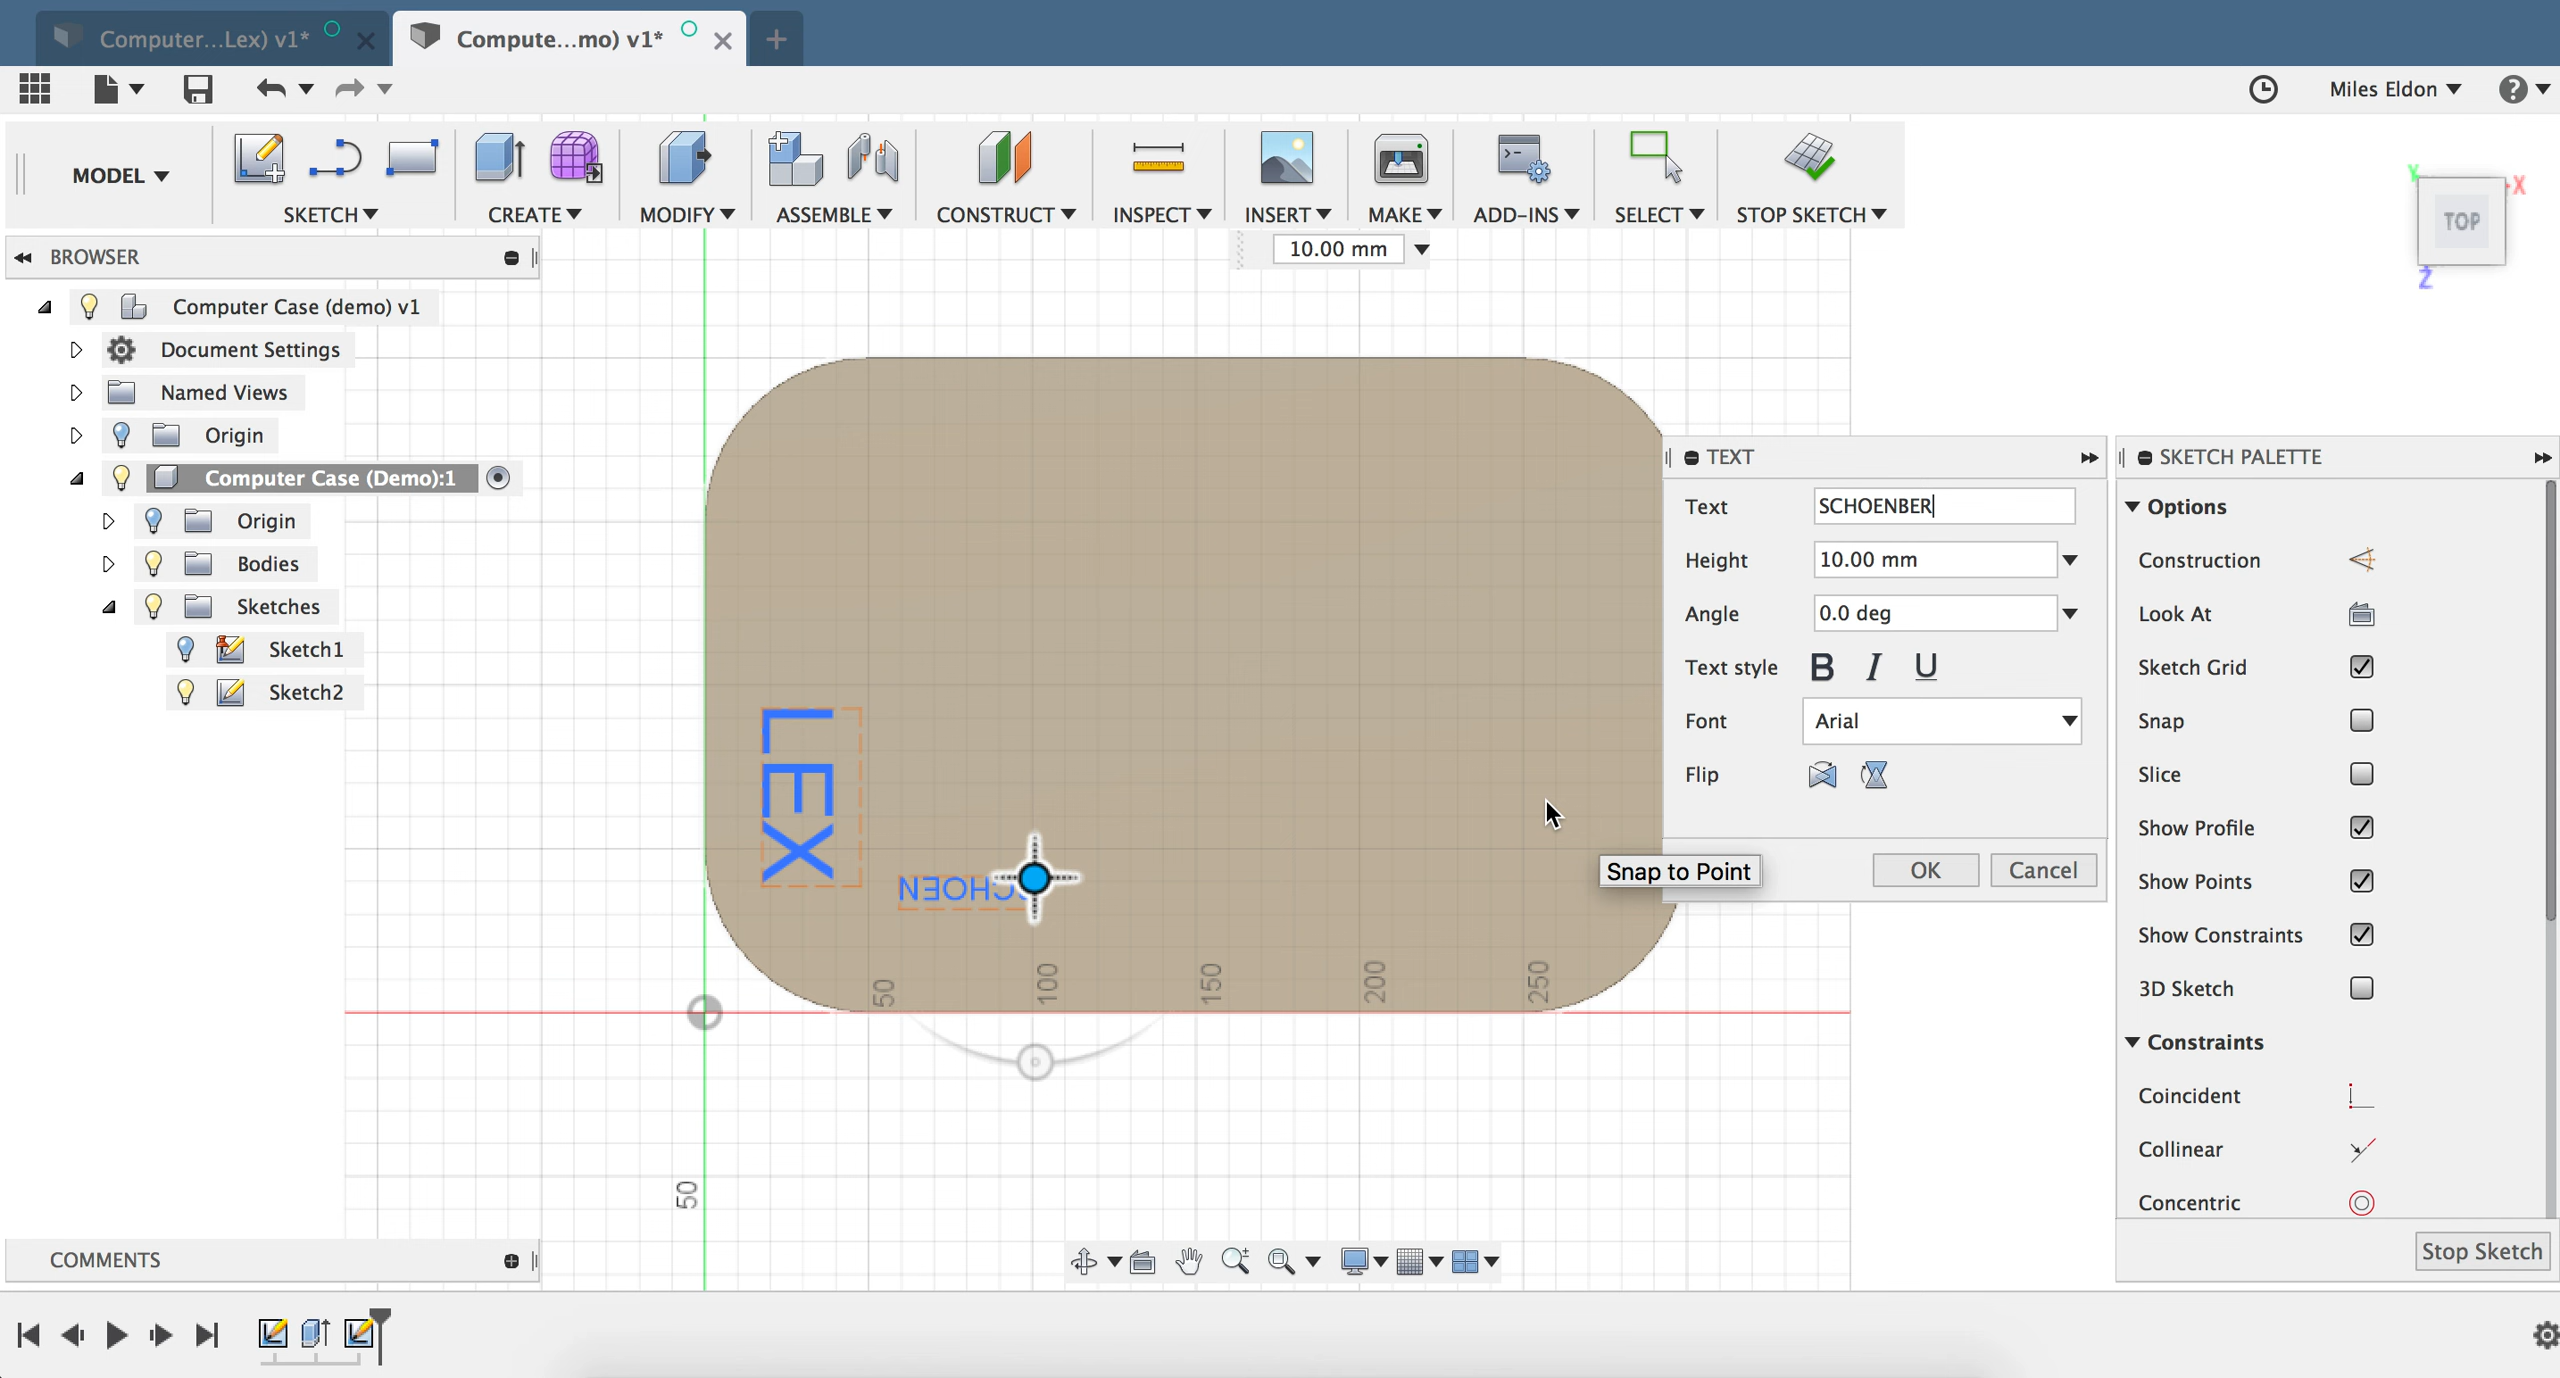 Computer...Lex) v1*
Compute...mo) v1*
Miles Eldon
MODEL
SKETCH
CREATE
MODIFY
ASSEMBLE
CONSTRUCT
INSPECT
INSERT
MAKE
ADD-INS
SELECT
STOP SKETCH
TOP
X
Y
Z
BROWSER
10.00 mm
Computer Case (demo) v1
Document Settings
Named Views
Origin
Computer Case (Demo):1
Origin
Bodies
Sketches
Sketch1
Sketch2
LEX
CHOEN
50
100
150
200
250
50
TEXT
Text SCHOENBER
Height 10.00 mm
Angle 0.0 deg
Text style B I U
Font Arial
Flip
Snap to Point
OK
Cancel
SKETCH PALETTE
Options
Construction
Look At
Sketch Grid
Snap
Slice
Show Profile
Show Points
Show Constraints
3D Sketch
Constraints
Coincident
Collinear
Concentric
Stop Sketch
COMMENTS